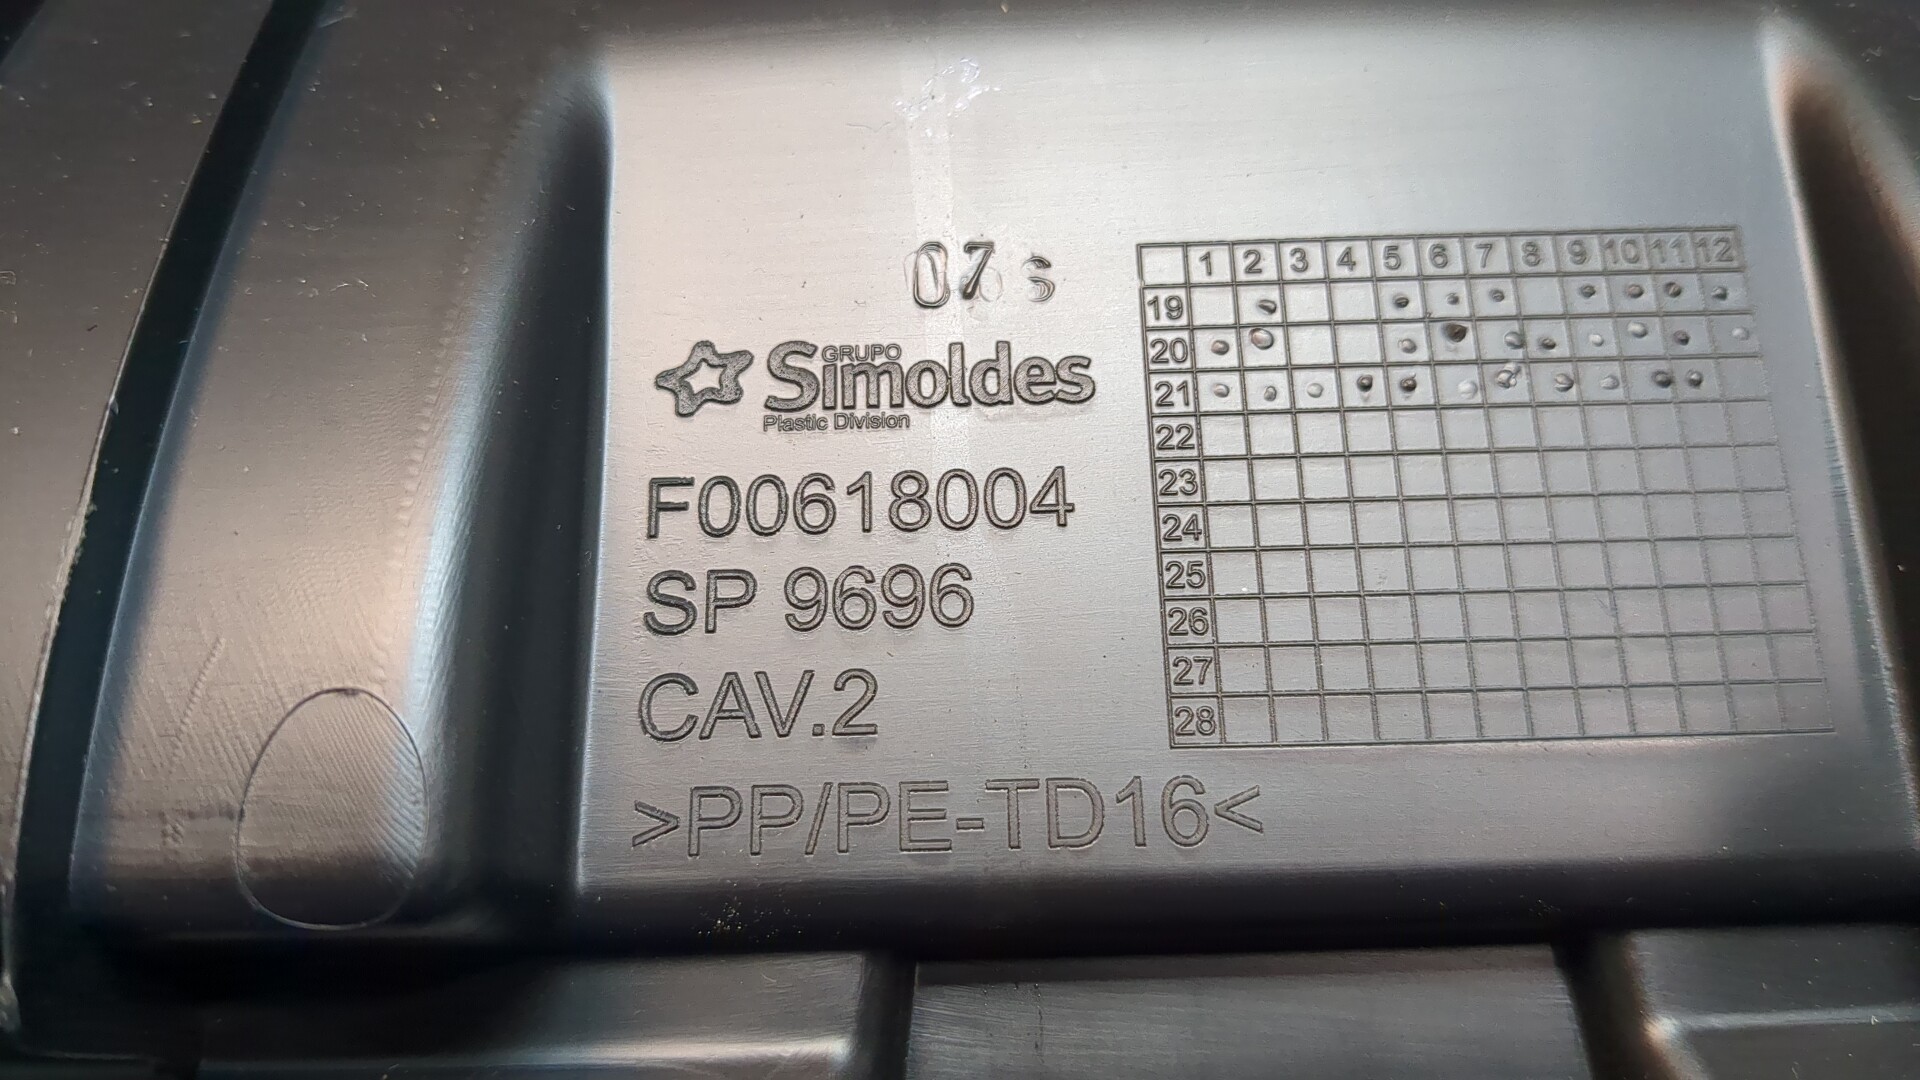 07 s
GRUPO
Simoldes
Plastic Division
F00618004
SP 9696
CAV.2
>PP/PE-TD16<
1 2 3 4 5 6 7 8 9 10 11 12
19
20
21
22
23
24
25
26
27
28